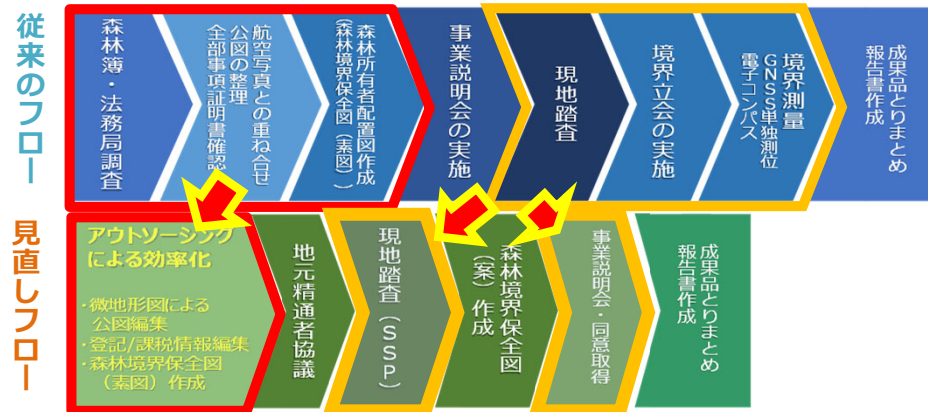 従来のフロー
森林簿・法務局調査
航空写真との重ね合せ
公図の整理
全部事項証明書確認
森林所有者配置図作成
(森林境界保全図(素図))
事業説明会の実施
現地踏査
境界立会の実施
境界測量
GNSS単独測位
電子コンパス
成果品とりまとめ
報告書作成
見直しフロー
アウトソーシング
による効率化
・微地形図による
公図編集
・登記/課税情報編集
・森林境界保全図
(素図)作成
地元精通者協議
現地踏査(SSP)
森林境界保全図
(案)作成
事業説明会・同意取得
成果品とりまとめ
報告書作成